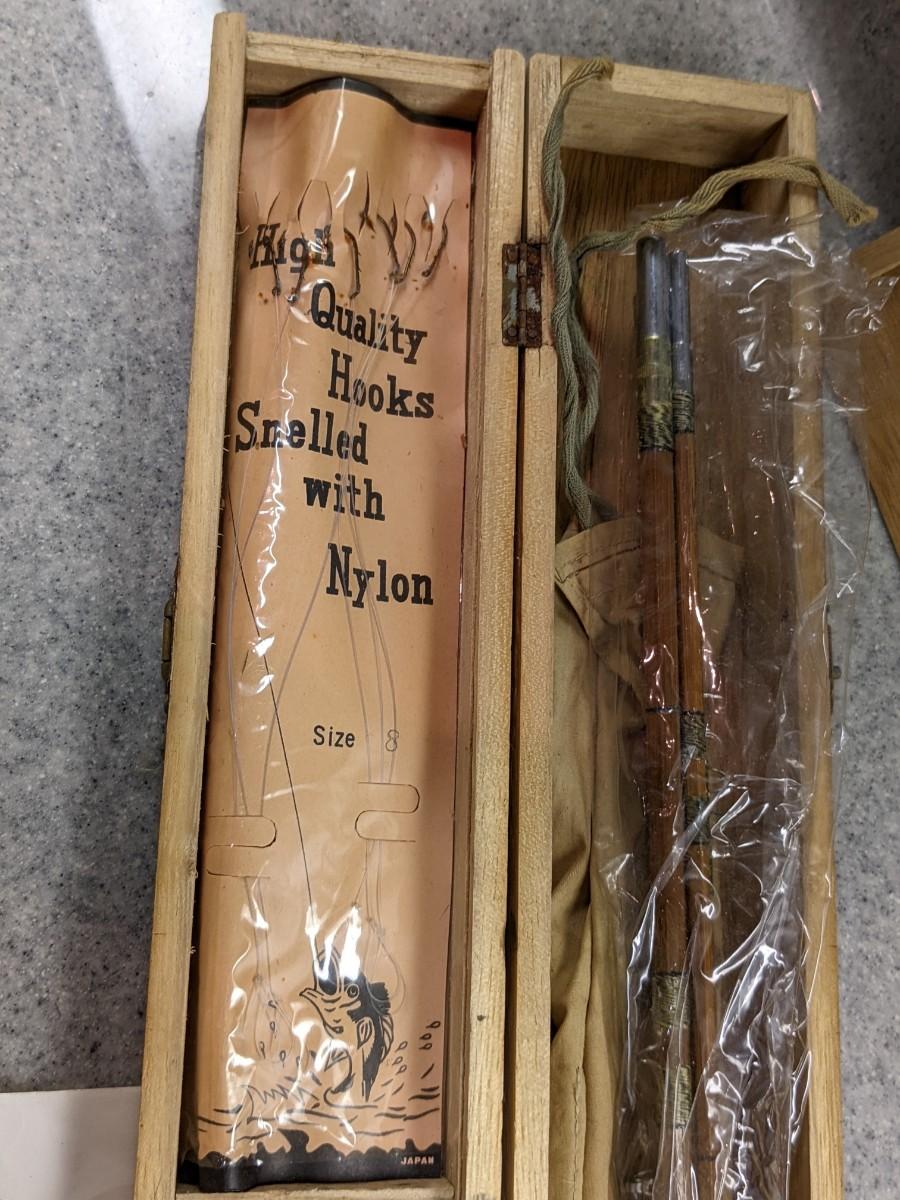 High
Quality
Hooks
Snelled
with
Nylon
Size 8
JAPAN